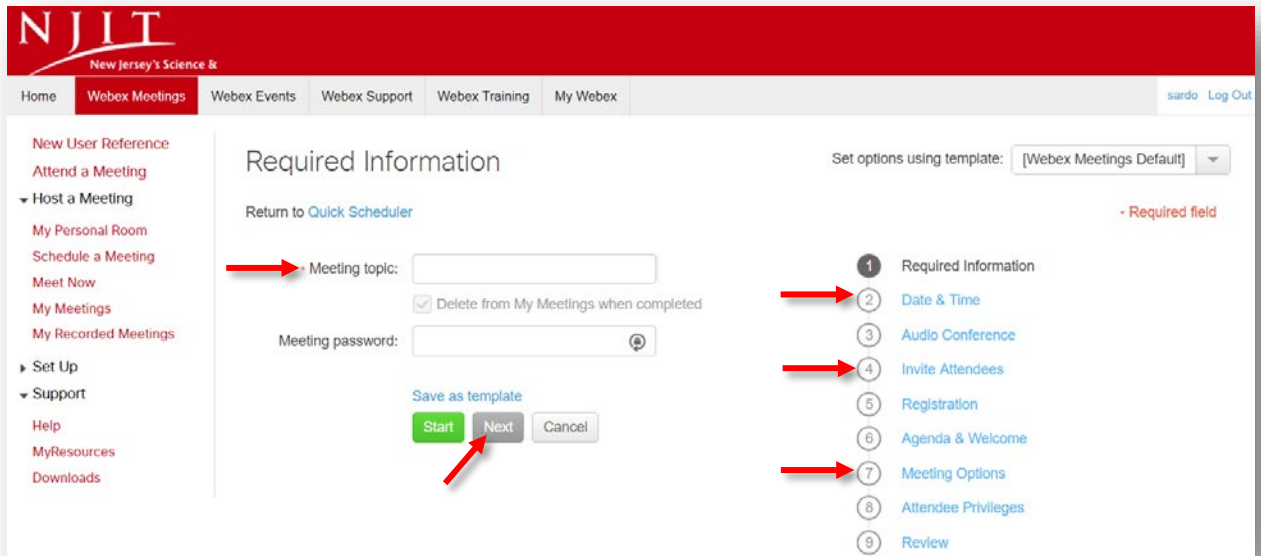 NJIT
New Jersey's Science &
Home Webex Meetings Webex Events Webex Support Webex Training My Webex sardo Log Out
New User Reference
Attend a Meeting
Host a Meeting
My Personal Room
Schedule a Meeting
Meet Now
My Meetings
My Recorded Meetings
Set Up
Support
Help
MyResources
Downloads
Required Information
Set options using template: [Webex Meetings Default]
Return to Quick Scheduler
• Required field
Meeting topic:
Delete from My Meetings when completed
Meeting password:
Save as template
Start Next Cancel
1 Required Information
2 Date & Time
3 Audio Conference
4 Invite Attendees
5 Registration
6 Agenda & Welcome
7 Meeting Options
8 Attendee Privileges
9 Review